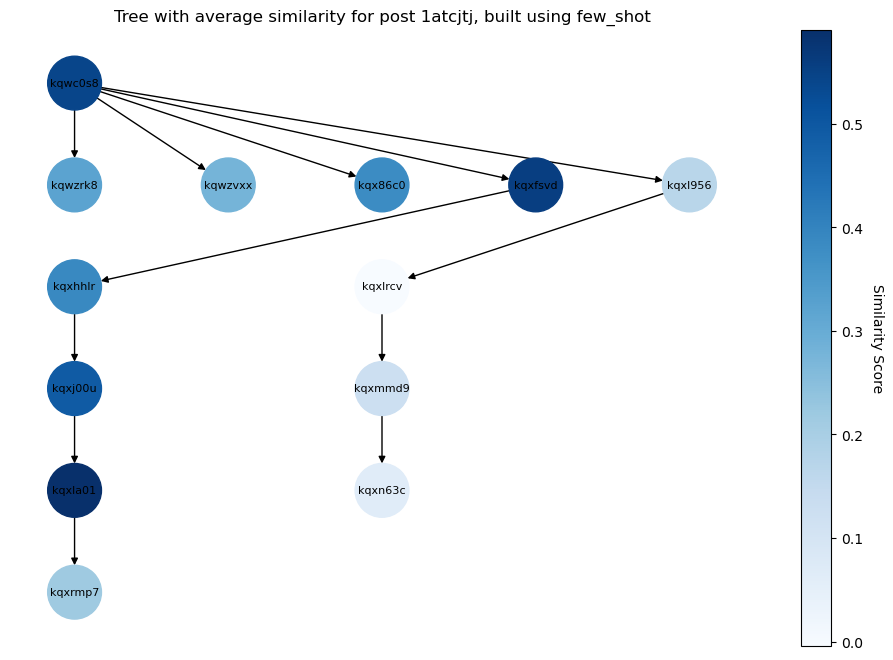 Tree with average similarity for post 1atcjtj, built using few_shot
kqwc0s8
kqwzrk8
kqwzvxx
kqx86c0
kqxfsvd
kqxl956
kqxhhlr
kqxlrcv
kqxj00u
kqxmmd9
kqxla01
kqxn63c
kqxrmp7
0.5
0.4
0.3
0.2
0.1
0.0
Similarity Score